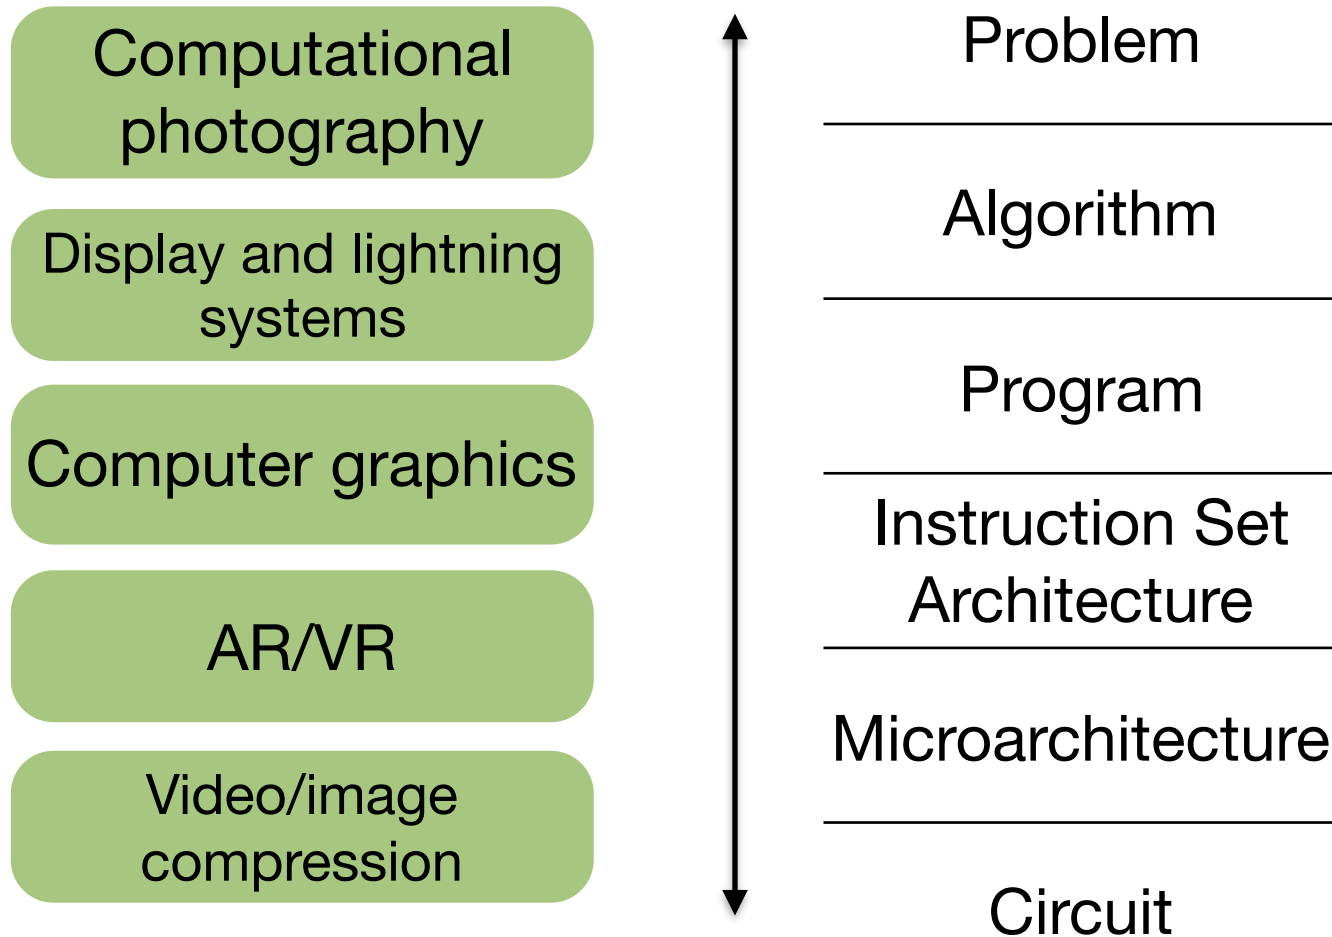 Computational
photography
Display and lightning
systems
Computer graphics
AR/VR
Video/image
compression
Problem
Algorithm
Program
Instruction Set
Architecture
Microarchitecture
Circuit